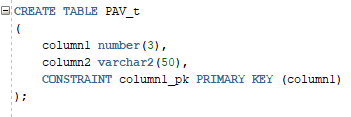 CREATE TABLE PAV_t
(
    column1 number(3),
    column2 varchar2(50),
    CONSTRAINT column1_pk PRIMARY KEY (column1)
);